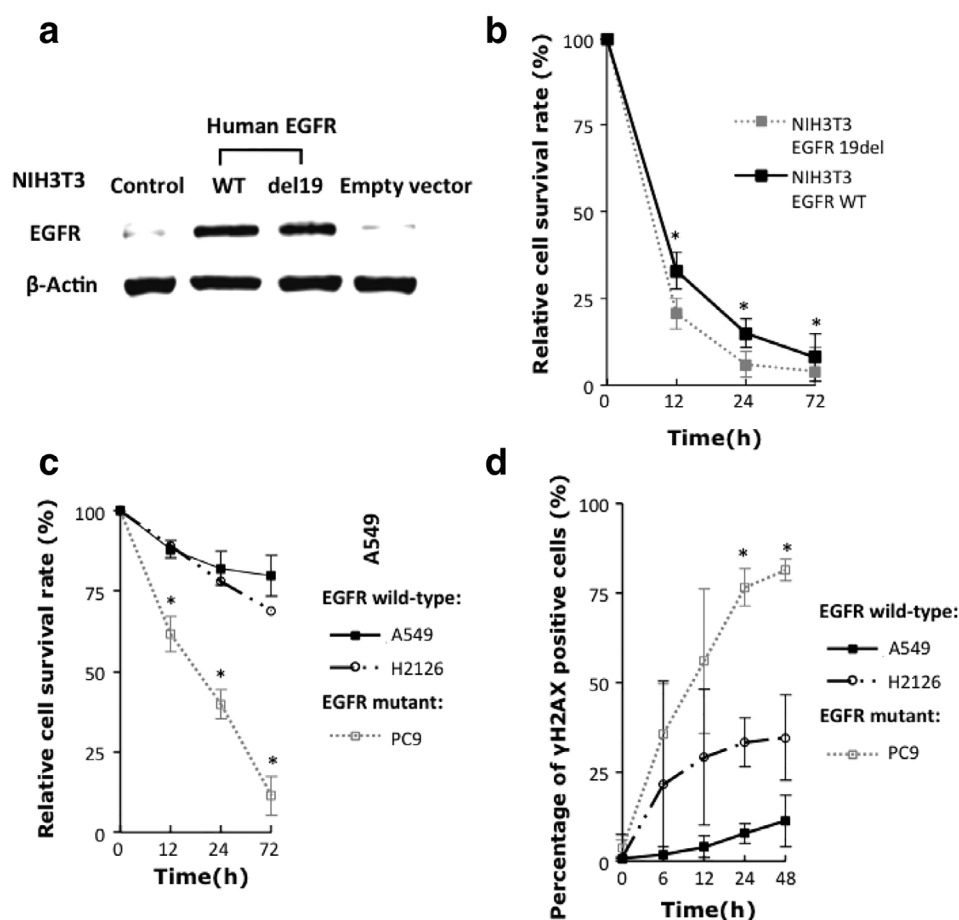 a
Human EGFR
NIH3T3 Control WT del19 Empty vector
EGFR
β-Actin
b
Relative cell survival rate (%)
100
75
50
25
0
0 12 24 72
Time(h)
* * *
NIH3T3
EGFR 19del
NIH3T3
EGFR WT
c
Relative cell survival rate (%)
100
75
50
25
0
0 12 24 72
Time(h)
* * *
A549
EGFR wild-type:
A549
H2126
EGFR mutant:
PC9
d
Percentage of γH2AX positive cells (%)
100
75
50
25
0
0 6 12 24 48
Time(h)
* *
EGFR wild-type:
A549
H2126
EGFR mutant:
PC9